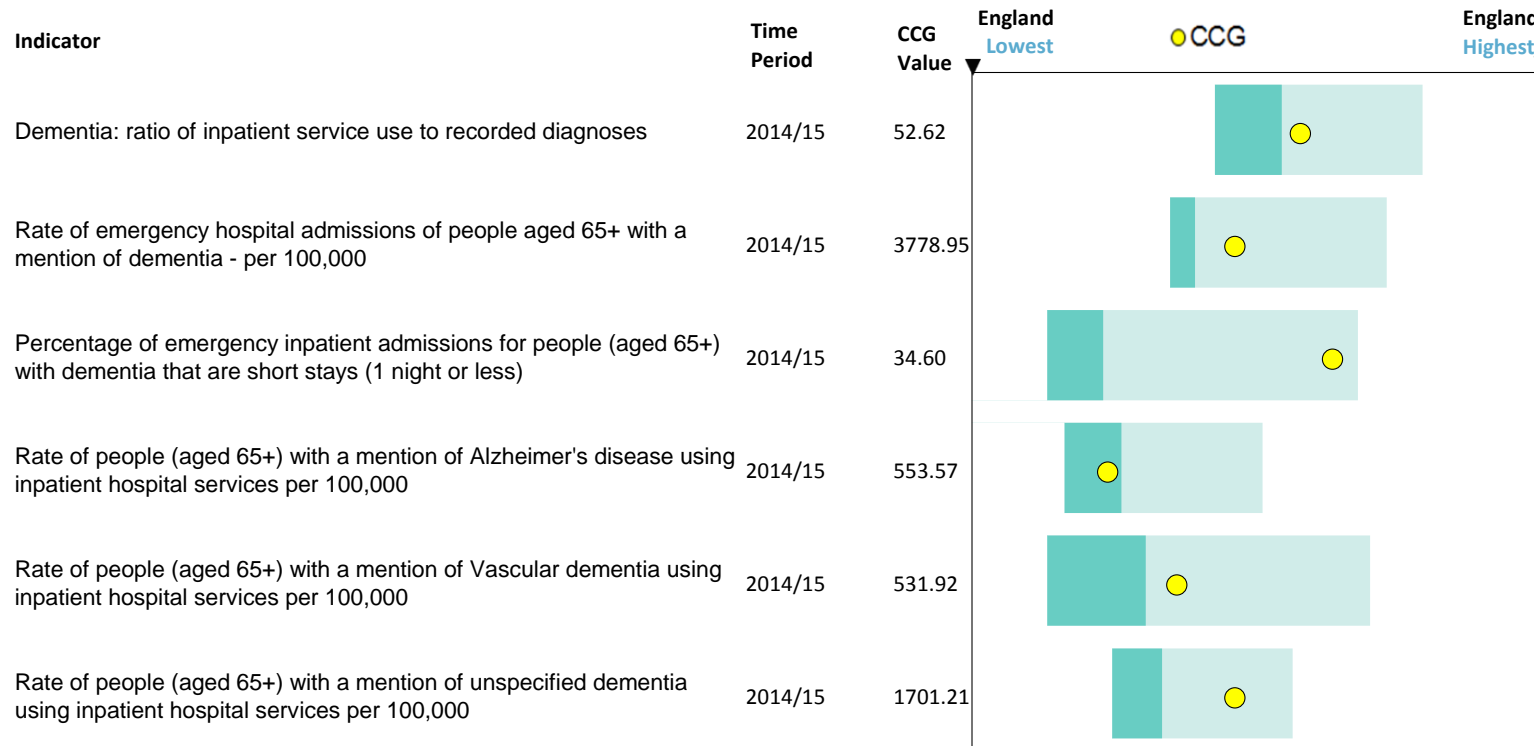 Indicator
Time
Period
CCG
Value
England
Lowest
CCG
England
Highest
Dementia: ratio of inpatient service use to recorded diagnoses
2014/15
52.62
Rate of emergency hospital admissions of people aged 65+ with a
mention of dementia - per 100,000
2014/15
3778.95
Percentage of emergency inpatient admissions for people (aged 65+)
with dementia that are short stays (1 night or less)
2014/15
34.60
Rate of people (aged 65+) with a mention of Alzheimer's disease using
inpatient hospital services per 100,000
2014/15
553.57
Rate of people (aged 65+) with a mention of Vascular dementia using
inpatient hospital services per 100,000
2014/15
531.92
Rate of people (aged 65+) with a mention of unspecified dementia
using inpatient hospital services per 100,000
2014/15
1701.21